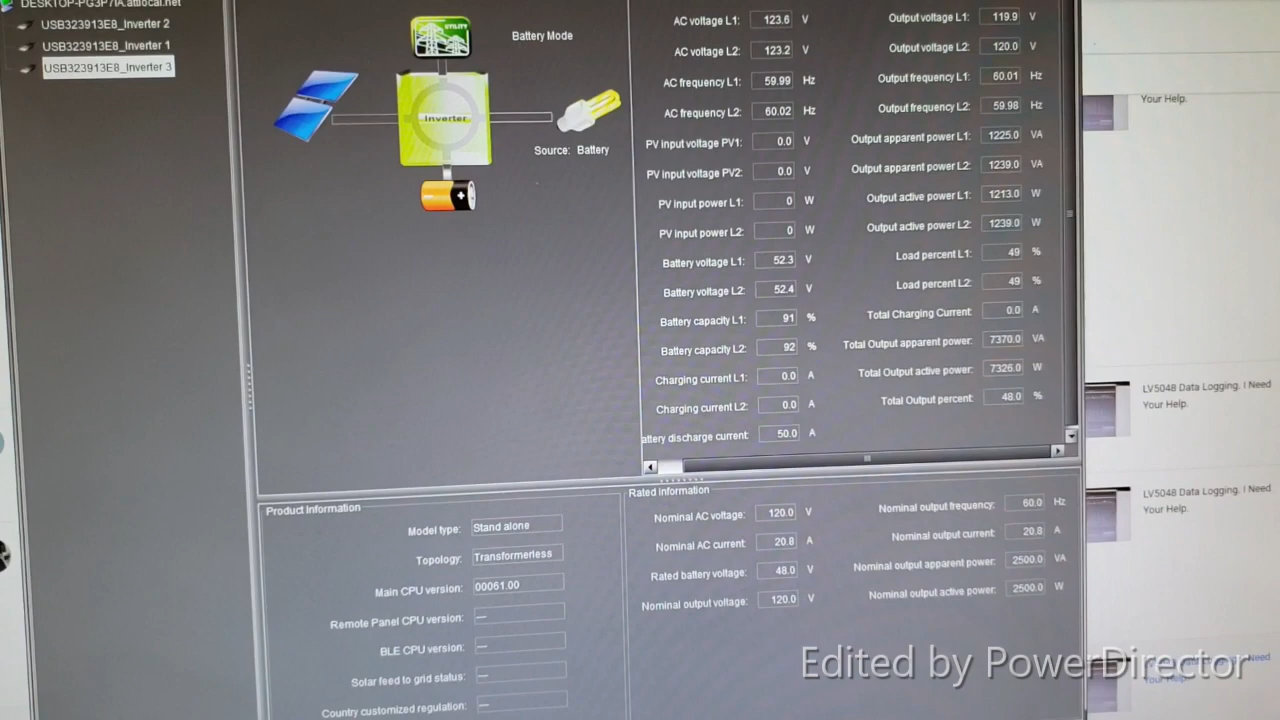 DESKTOP-PG3P7IA.attlocal.net
USB323913E8_Inverter 2
USB323913E8_Inverter 1
USB323913E8_Inverter 3
UTILITY
Battery Mode
Inverter
Source: Battery
AC voltage L1: 123.6 V
AC voltage L2: 123.2 V
AC frequency L1: 59.99 Hz
AC frequency L2: 60.02 Hz
PV input voltage PV1: 0.0 V
PV input voltage PV2: 0.0 V
PV input power L1: 0 W
PV input power L2: 0 W
Battery voltage L1: 52.3 V
Battery voltage L2: 52.4 V
Battery capacity L1: 91 %
Battery capacity L2: 92 %
Charging current L1: 0.0 A
Charging current L2: 0.0 A
attery discharge current: 50.0 A
Output voltage L1: 119.9 V
Output voltage L2: 120.0 V
Output frequency L1: 60.01 Hz
Output frequency L2: 59.98 Hz
Output apparent power L1: 1225.0 VA
Output apparent power L2: 1239.0 VA
Output active power L1: 1213.0 W
Output active power L2: 1239.0 W
Load percent L1: 49 %
Load percent L2: 49 %
Total Charging Current: 0.0 A
Total Output apparent power: 7370.0 VA
Total Output active power: 7326.0 W
Total Output percent: 48.0 %
Product Information
Model type: Stand alone
Topology: Transformerless
Main CPU version: 00061.00
Remote Panel CPU version: ---
BLE CPU version: ---
Solar feed to grid status: ---
Country customized regulation: ---
Rated information
Nominal AC voltage: 120.0 V
Nominal AC current: 20.8 A
Rated battery voltage: 48.0 V
Nominal output voltage: 120.0 V
Nominal output frequency: 60.0 Hz
Nominal output current: 20.8 A
Nominal output apparent power: 2500.0 VA
Nominal output active power: 2500.0 W
Your Help.
LV5048 Data Logging. I Need
Your Help.
LV5048 Data Logging. I Need
Your Help.
Need
Your Help.
Edited by PowerDirector